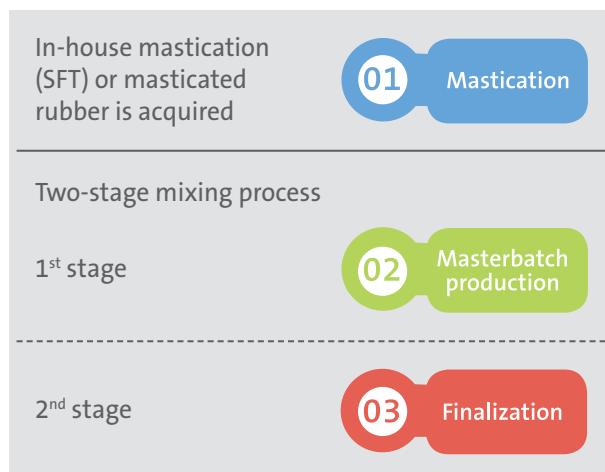 In-house mastication
(SFT) or masticated
rubber is acquired
01 Mastication
Two-stage mixing process
1st stage
02 Masterbatch
production
2nd stage
03 Finalization